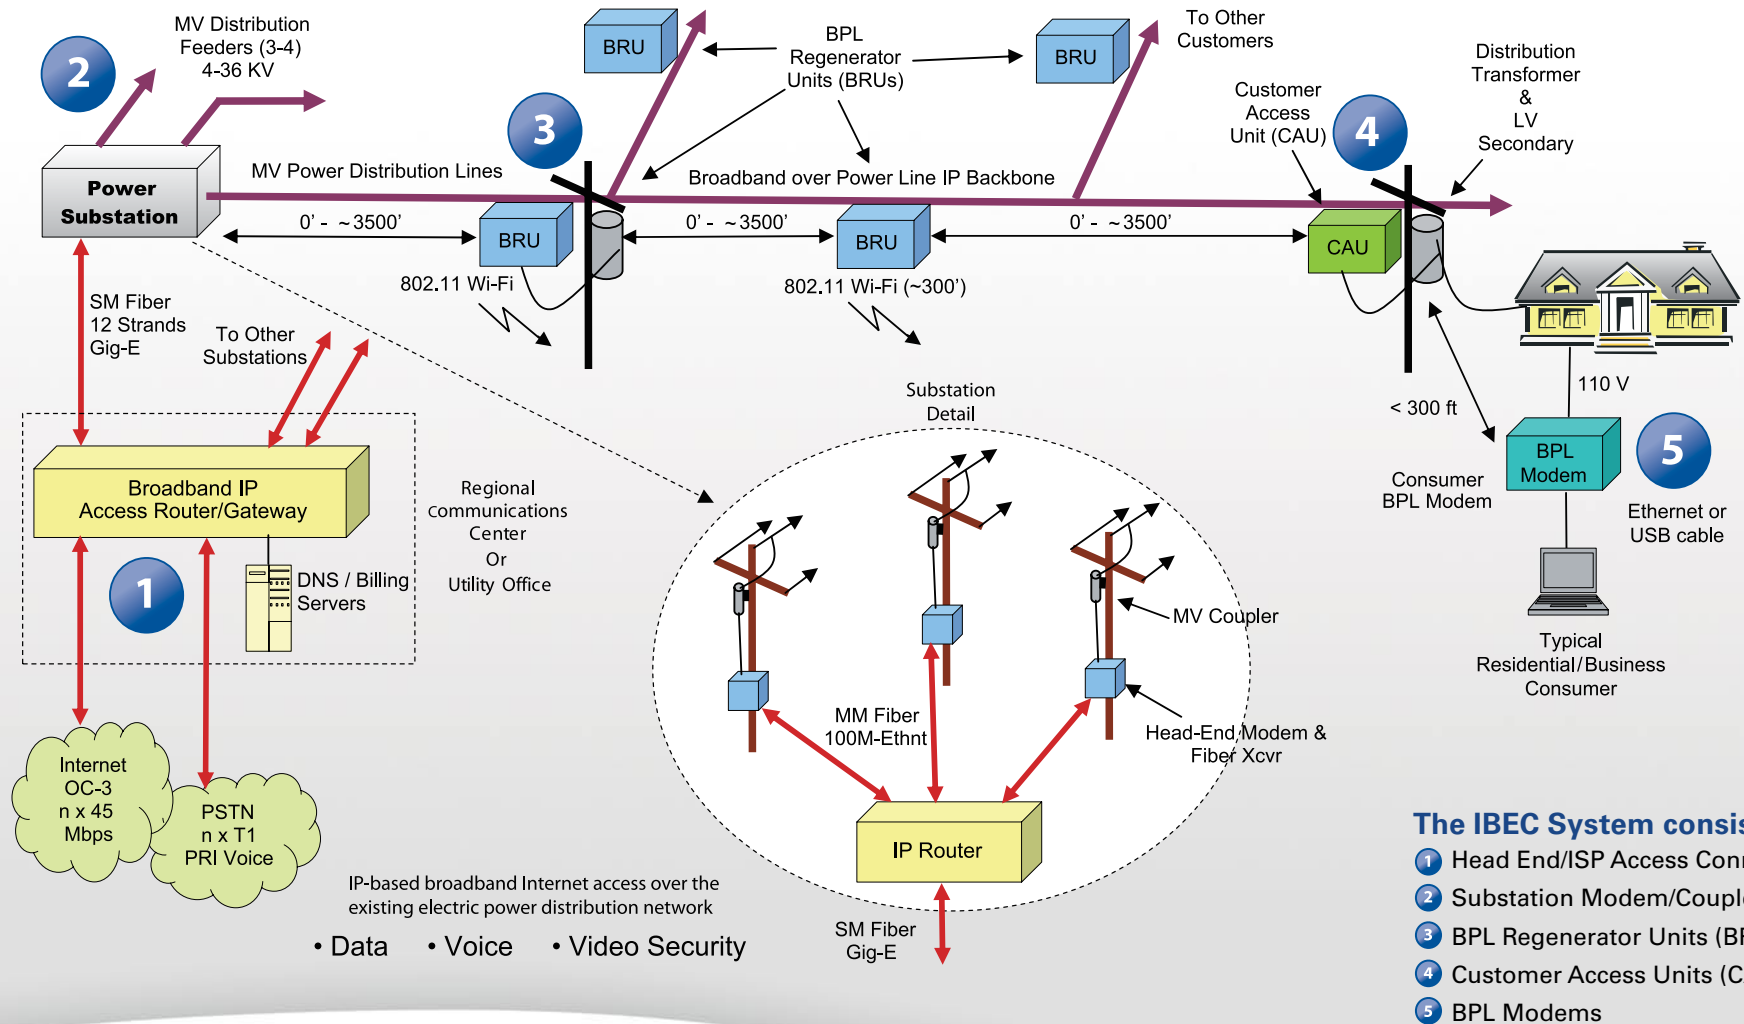 2
MV Distribution
Feeders (3-4)
4-36 KV
BRU
BPL
Regenerator
Units (BRUs)
BRU
To Other
Customers
Distribution
Transformer
&
LV
Secondary
3
Customer
Access
Unit (CAU)
4
Power
Substation
MV Power Distribution Lines
Broadband over Power Line IP Backbone
0' - ~3500'
BRU
0' - ~3500'
BRU
0' - ~3500'
CAU
802.11 Wi-Fi
802.11 Wi-Fi (~300')
SM Fiber
12 Strands
Gig-E
To Other
Substations
110 V
< 300 ft
Substation
Detail
BPL
Modem
5
Consumer
BPL Modem
Ethernet or
USB cable
Broadband IP
Access Router/Gateway
Regional
Communications
Center
Or
Utility Office
1
DNS / Billing
Servers
MV Coupler
Typical
Residential/Business
Consumer
MM Fiber
100M-Ethnt
Head-End Modem &
Fiber Xcvr
Internet
OC-3
n x 45
Mbps
PSTN
n x T1
PRI Voice
IP Router
SM Fiber
Gig-E
IP-based broadband Internet access over the
existing electric power distribution network
• Data • Voice • Video Security
The IBEC System
1 Head End/ISP Access
2 Substation
3 BPL Regenerator Units
4 Customer Access Units
5 BPL Modems